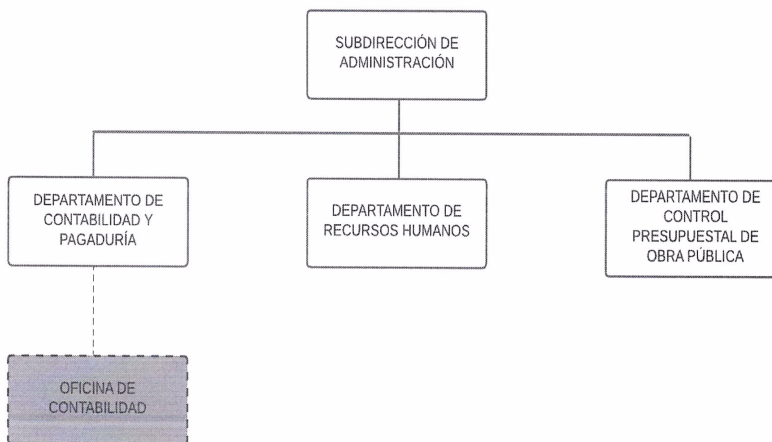 SUBDIRECCIÓN DE
ADMINISTRACIÓN
DEPARTAMENTO DE
CONTABILIDAD Y
PAGADURÍA
DEPARTAMENTO DE
RECURSOS HUMANOS
DEPARTAMENTO DE
CONTROL
PRESUPUESTAL DE
OBRA PÚBLICA
OFICINA DE
CONTABILIDAD